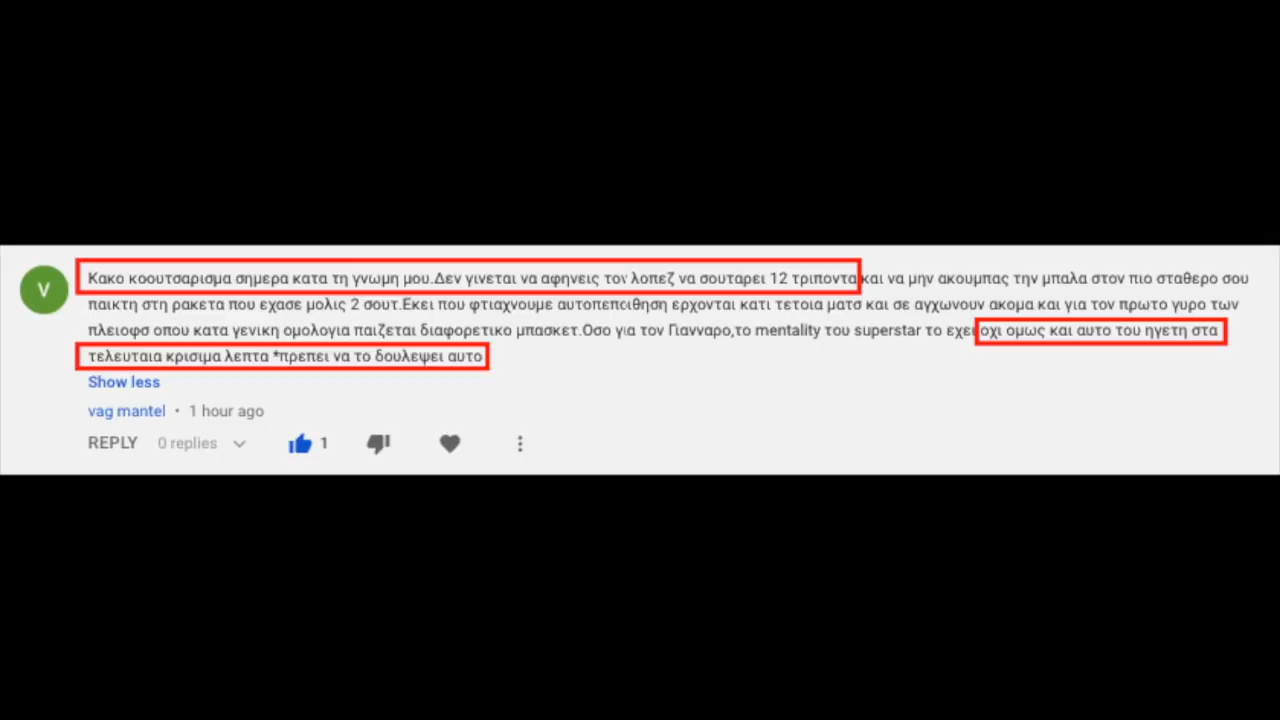 V
Κακο κοουτσαρισμα σημερα κατα τη γνωμη μου.Δεν γινεται να αφηνεις τον λοπεζ να σουταρει 12 τριποντα και να μην ακουμπας την μπαλα στον πιο σταθερο σου
παικτη στη ρακετα που εχασε μολις 2 σουτ.Εκει που φτιαχνουμε αυτοπεποιθηση ερχονται κατι τετοια ματσ και σε αγχωνουν ακομα και για τον πρωτο γυρο των
πλειοφσ οπου κατα γενικη ομολογια παιζεται διαφορετικο μπασκετ.Οσο για τον Γιανναρο,το mentality του superstar το εχει οχι ομως και αυτο του ηγετη στα
τελευταια κρισιμα λεπτα *πρεπει να το δουλεψει αυτο
Show less
vag mantel • 1 hour ago
REPLY 0 replies 1